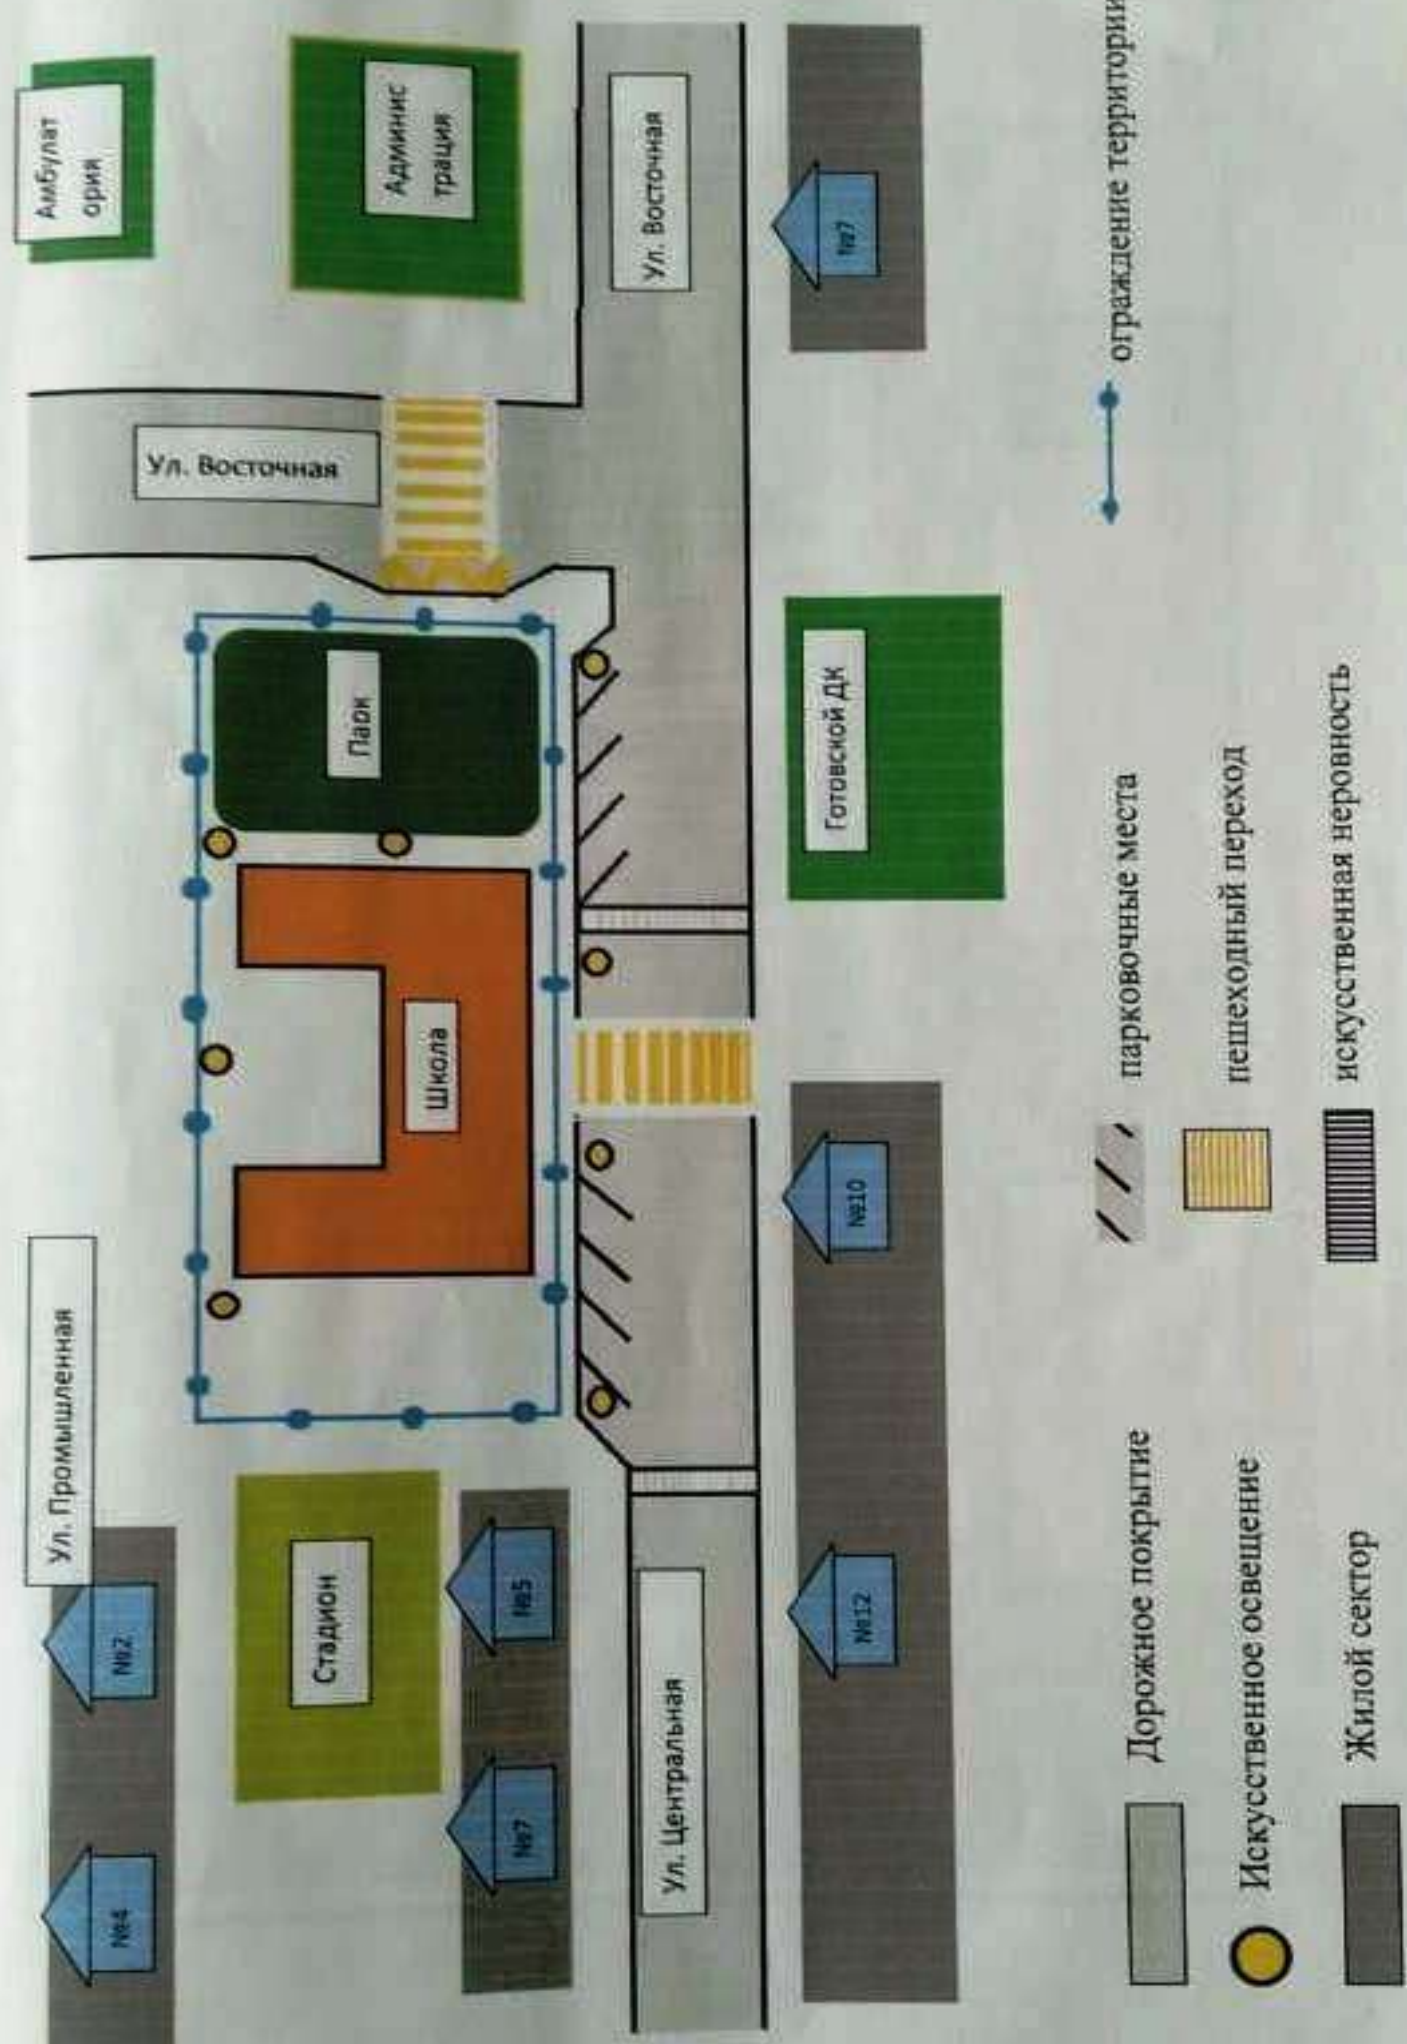 Ул. Промышленная
№4
№2
Стадион
№7
№5
Школа
Парк
Ул. Восточная
Амбулат
ория
Админис
трация
Ул. Центральная
Ул. Восточная
№12
№10
Готовской ДК
№7
Дорожное покрытие
парковочные места
ограждение территории
Искусственное освещение
пешеходный переход
Жилой сектор
искусственная неровность